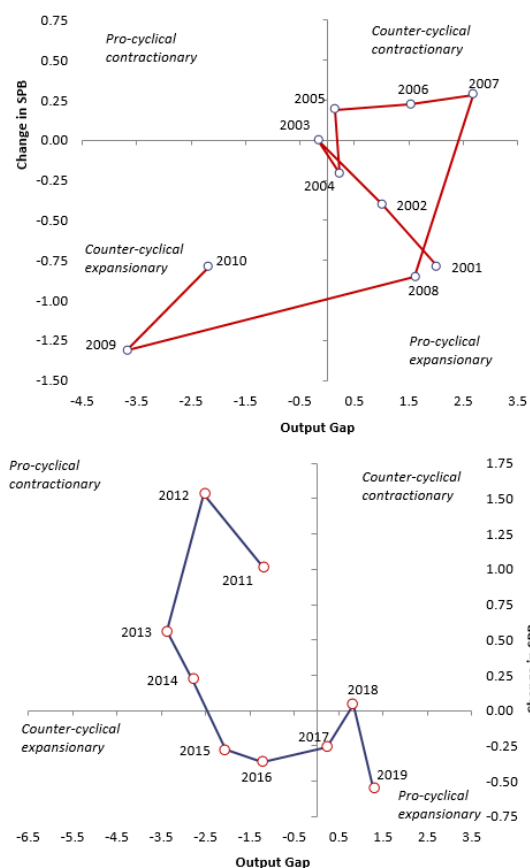 0.75
Pro-cyclical
contractionary
Counter-cyclical
contractionary
0.50
2007
0.25
2005
2006
2003
0.00
Change in SPB
-0.25
2004
2002
-0.50
Counter-cyclical
expansionary
2010
-0.75
2001
2008
-1.00
-1.25
2009
Pro-cyclical
expansionary
-1.50
-4.5 -3.5 -2.5 -1.5 -0.5 0.5 1.5 2.5 3.5
Output Gap
Pro-cyclical
contractionary
Counter-cyclical
contractionary
1.75
2012
1.50
1.25
2011
1.00
0.75
2013
0.50
2014
0.25
2018
0.00
Change in SPB
Counter-cyclical
expansionary
2015
2016
2017
-0.25
2019
-0.50
Pro-cyclical
expansionary
-0.75
-6.5 -5.5 -4.5 -3.5 -2.5 -1.5 -0.5 0.5 1.5 2.5 3.5
Output Gap